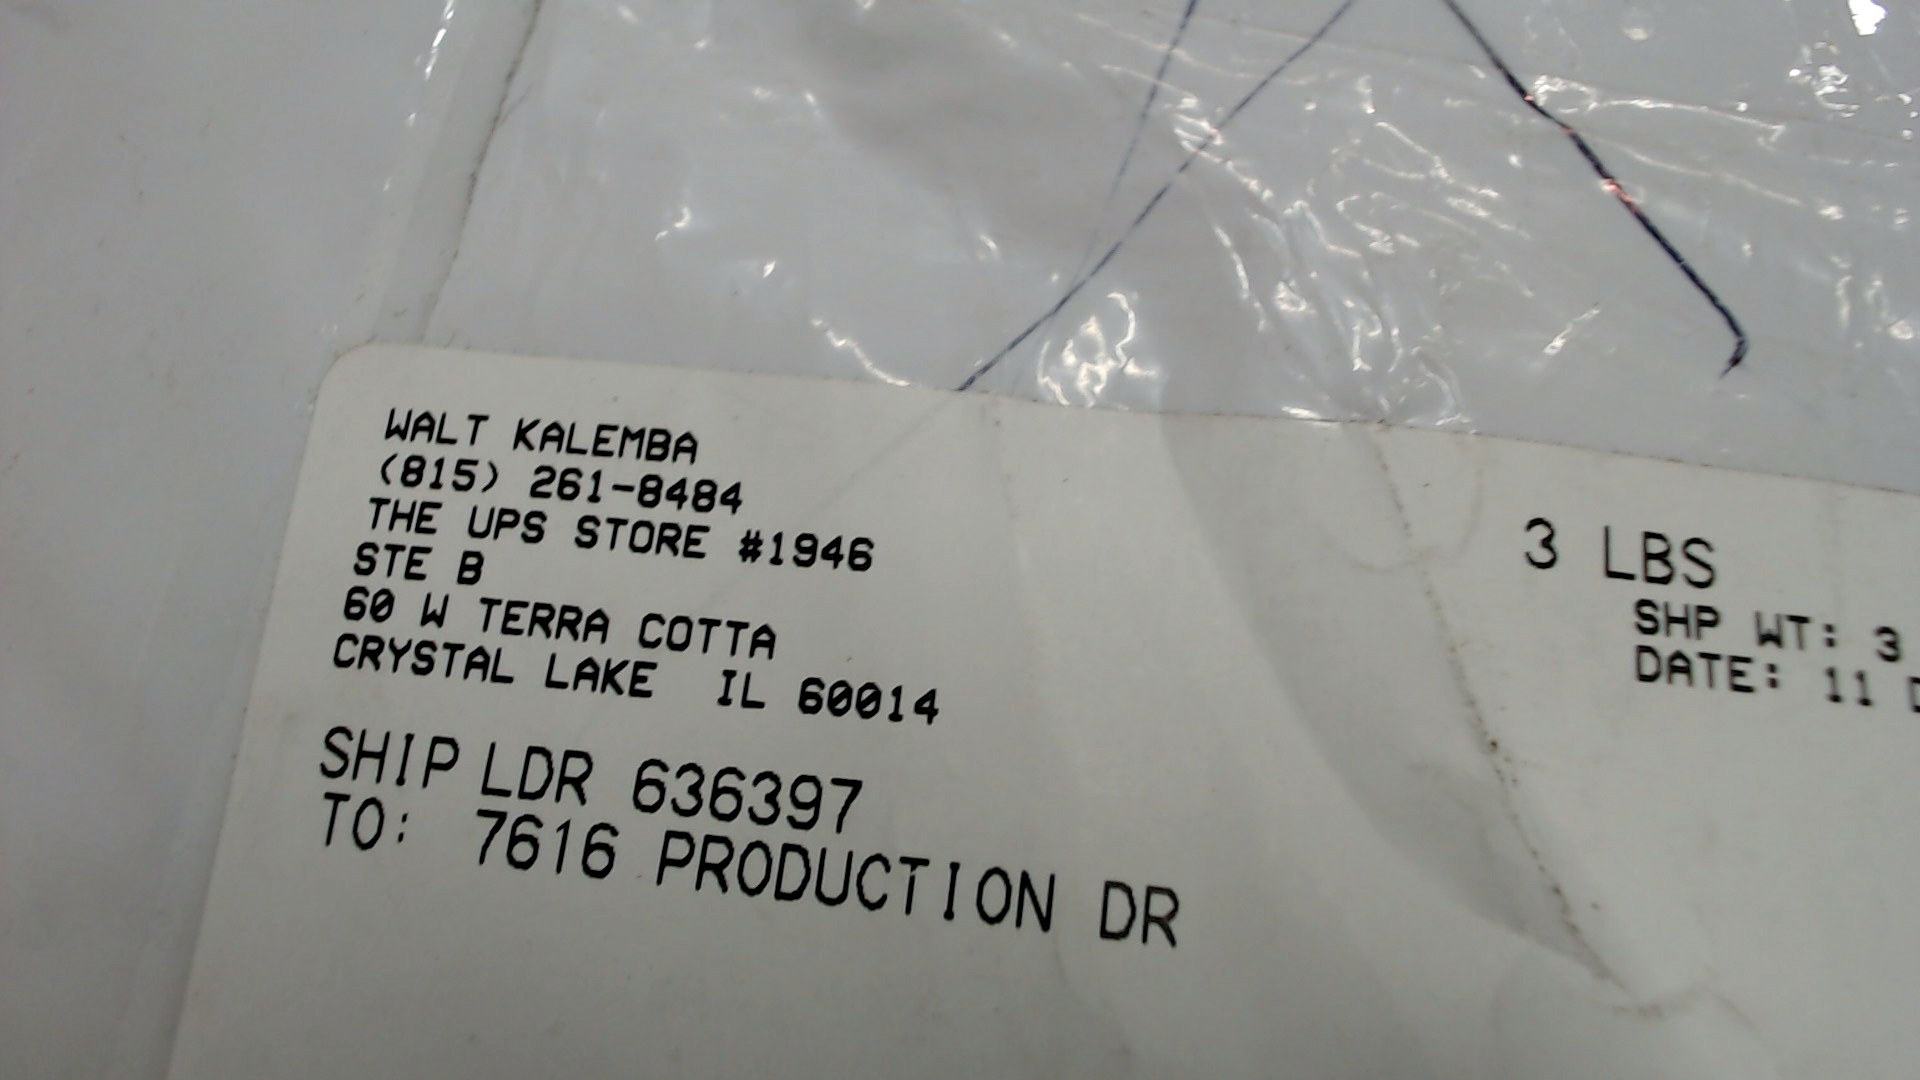 WALT KALEMBA
(815) 261-8484
THE UPS STORE #1946
STE B
60 W TERRA COTTA
CRYSTAL LAKE IL 60014
3 LBS
SHP WT: 3
DATE: 11
SHIP LDR 636397
TO: 7616 PRODUCTION DR